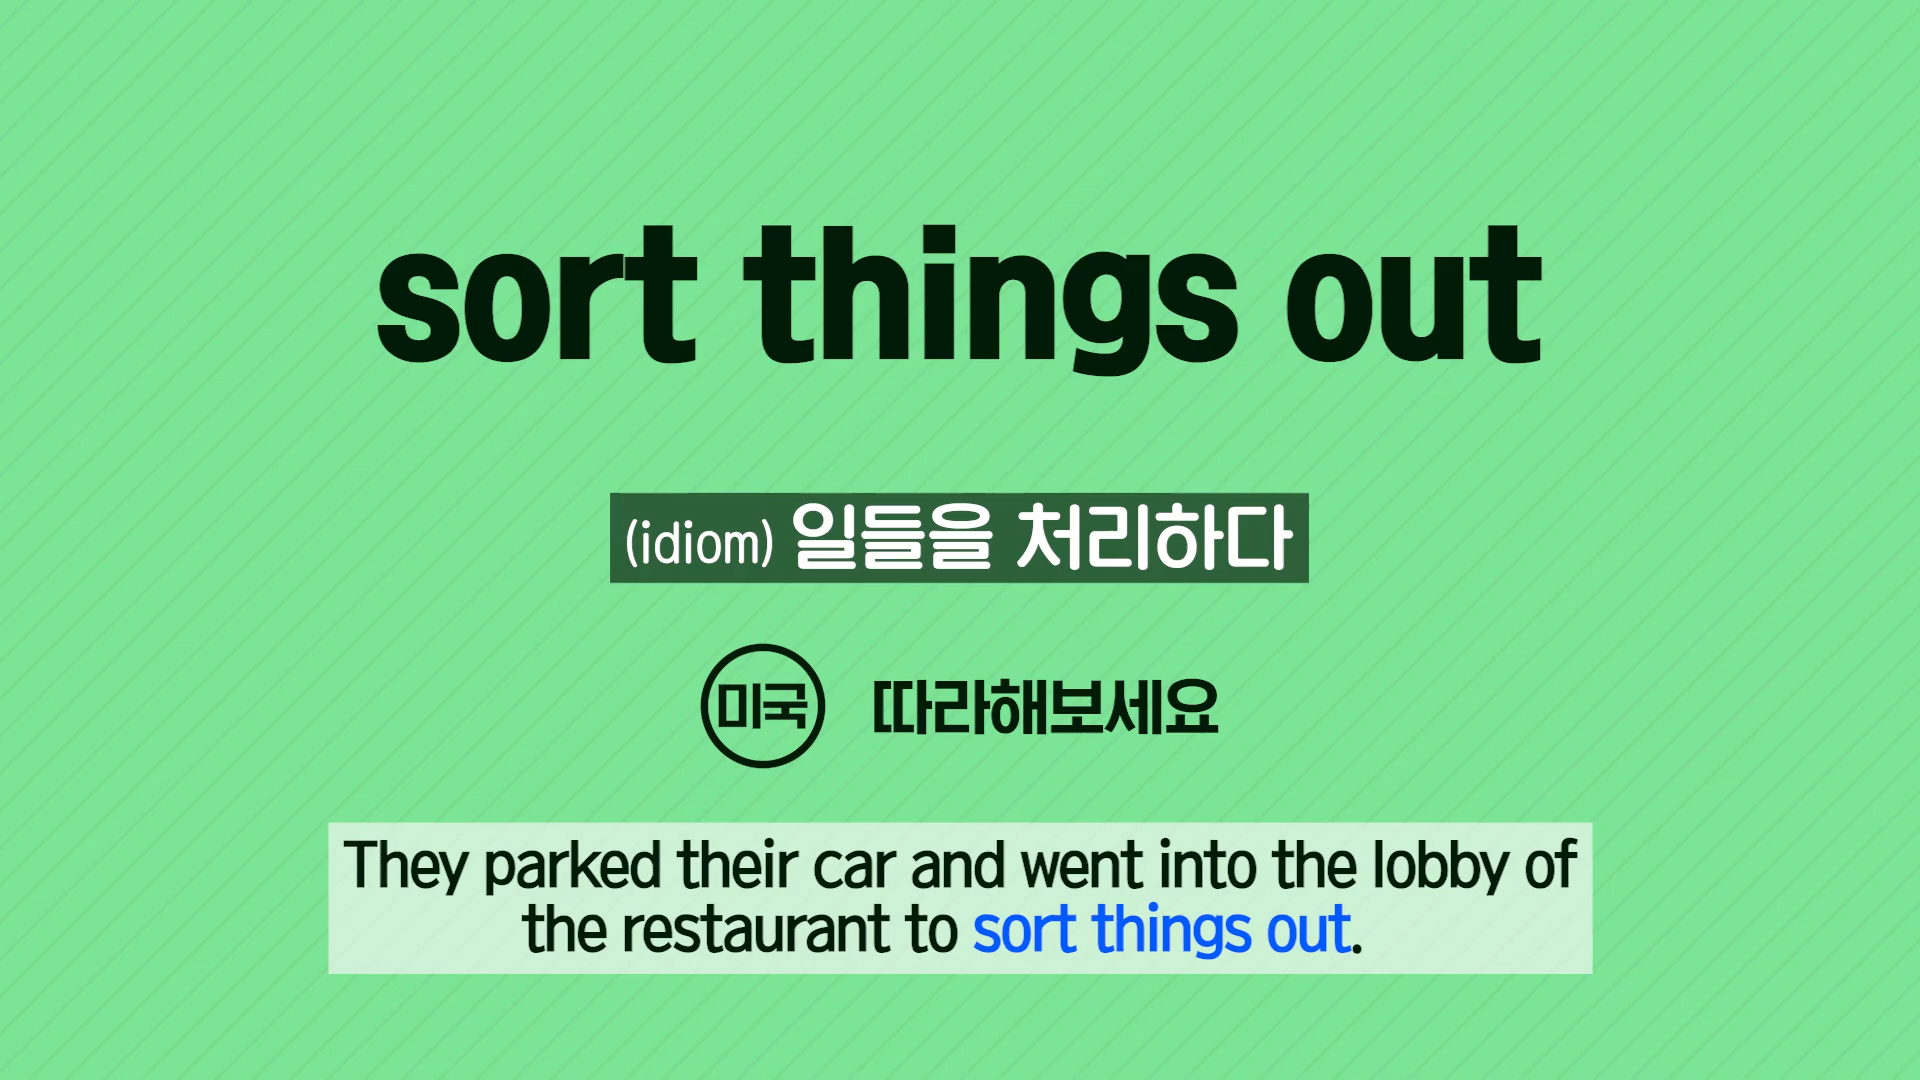 sort things out
(idiom) 일들을 처리하다
미국 따라해보세요
They parked their car and went into the lobby of
the restaurant to sort things out.